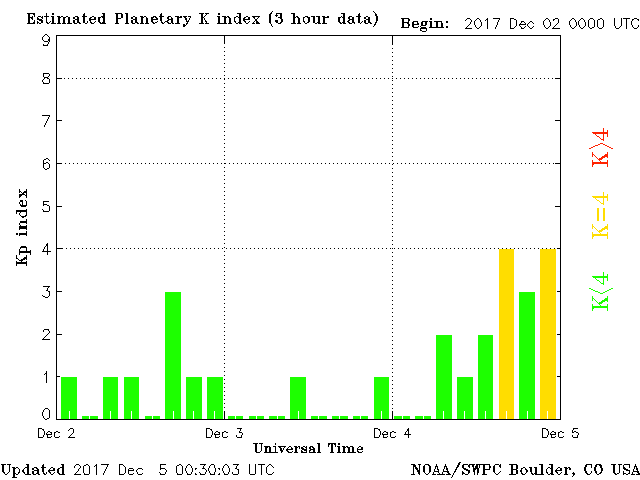 Estimated Planetary K index (3 hour data) Begin: 2017 Dec 02 0000 UTC
9
8
7
6
5
4
3
2
1
0
Kp index
K>4
K=4
K<4
Dec 2 Dec 3 Dec 4 Dec 5
Universal Time
Updated 2017 Dec 5 00:30:03 UTC NOAA/SWPC Boulder, CO USA